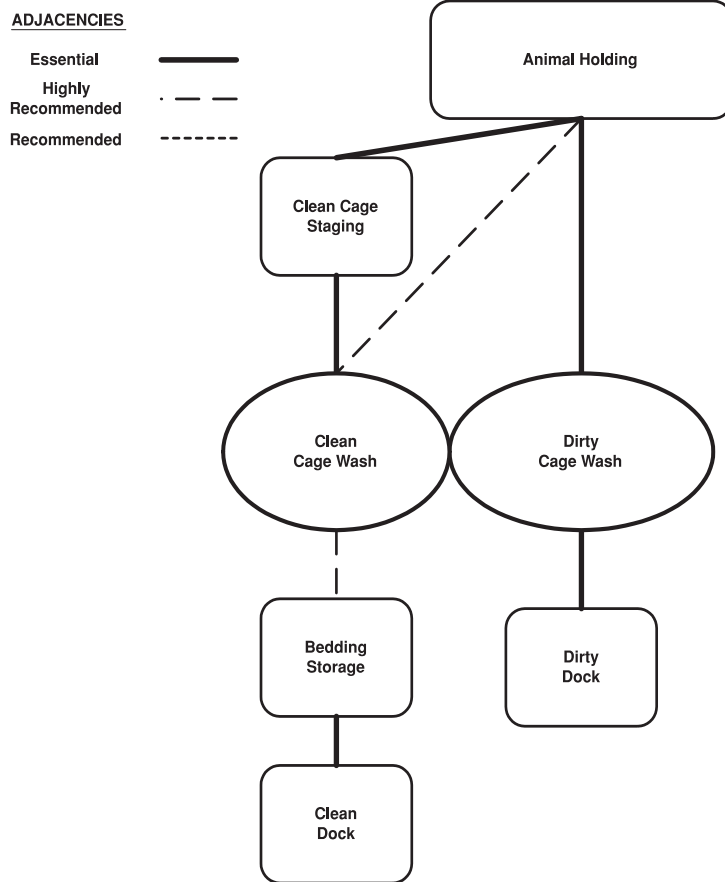 ADJACENCIES
Essential
Highly
Recommended
Recommended
Animal Holding
Clean Cage
Staging
Clean
Cage Wash
Dirty
Cage Wash
Bedding
Storage
Dirty
Dock
Clean
Dock